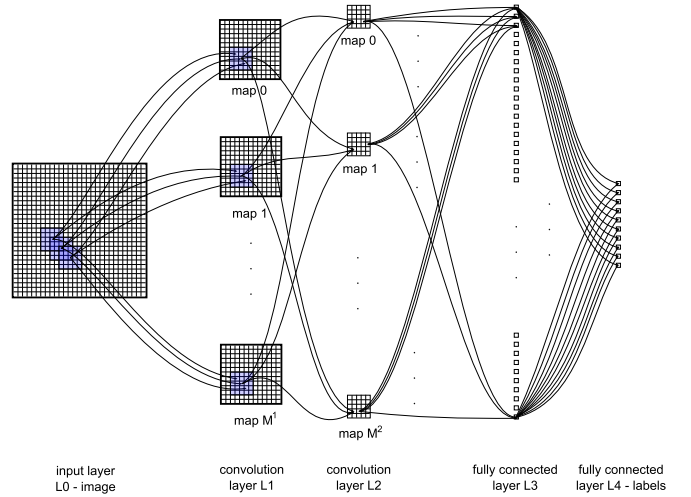 map 0
map 0
map 1
map 1
map M¹
map M²
input layer
L0 - image
convolution
layer L1
convolution
layer L2
fully connected
layer L3
fully connected
layer L4 - labels